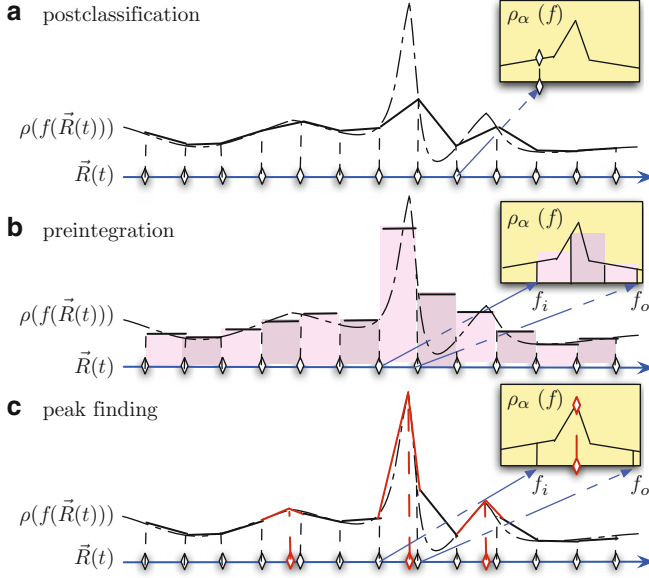 a postclassification
ρα (f)
ρ(f(R⃗(t)))
R⃗(t)
b preintegration
ρα (f)
fi fo
ρ(f(R⃗(t)))
R⃗(t)
c peak finding
ρα (f)
fi fo
ρ(f(R⃗(t)))
R⃗(t)